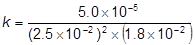 k = 5.0 × 10⁻⁵ / (2.5 × 10⁻²)² × (1.8 × 10⁻²)